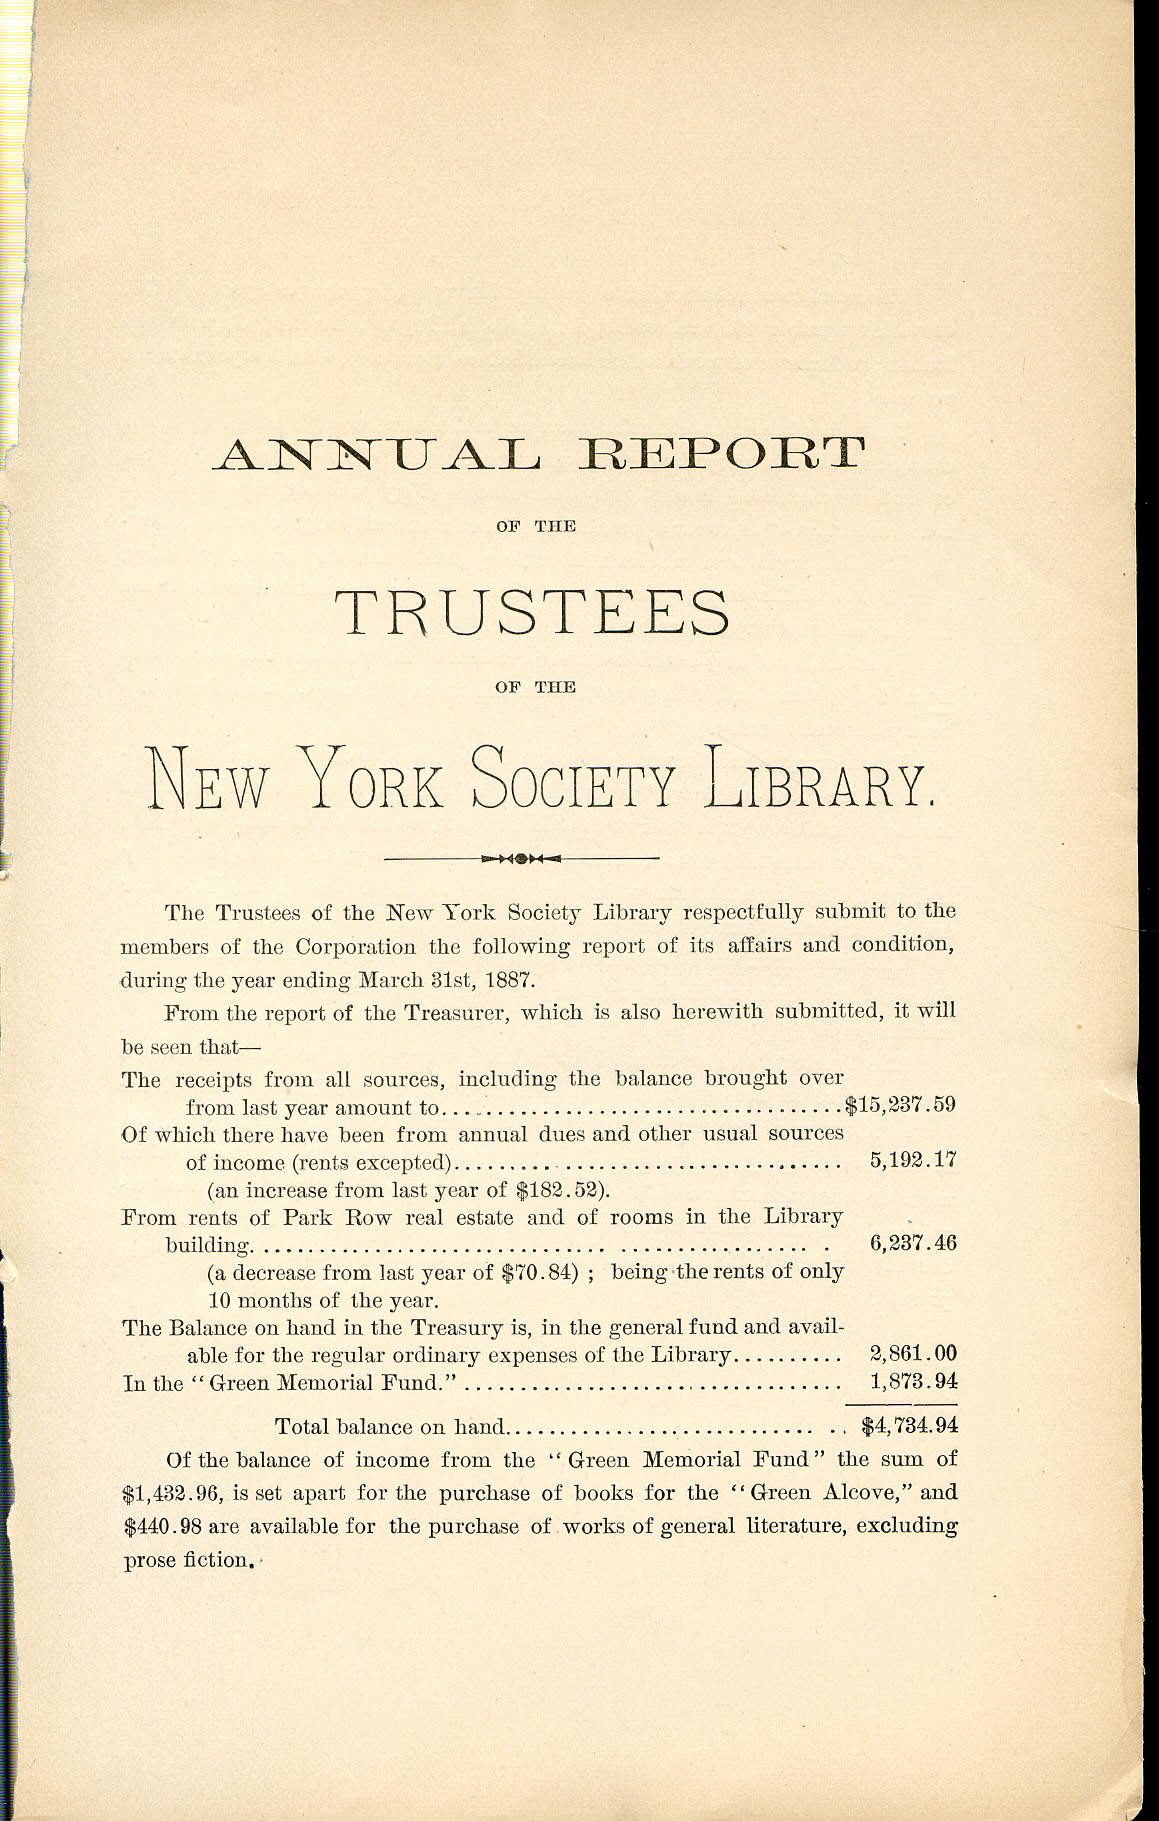 ANNUAL REPORT
OF THE
TRUSTEES
OF THE
NEW YORK SOCIETY LIBRARY.
The Trustees of the New York Society Library respectfully submit to the
members of the Corporation the following report of its affairs and condition,
during the year ending March 31st, 1887.
From the report of the Treasurer, which is also herewith submitted, it will
be seen that—
The receipts from all sources, including the balance brought over
from last year amount to......................................$15,237.59
Of which there have been from annual dues and other usual sources
of income (rents excepted)................................... 5,192.17
(an increase from last year of $182.52).
From rents of Park Row real estate and of rooms in the Library
building................................ .................. . 6,237.46
(a decrease from last year of $70.84) ; being the rents of only
10 months of the year.
The Balance on hand in the Treasury is, in the general fund and avail-
able for the regular ordinary expenses of the Library.......... 2,861.00
In the "Green Memorial Fund." .................................. 1,873.94
Total balance on hand............................. .. $4,734.94
Of the balance of income from the "Green Memorial Fund" the sum of
$1,432.96, is set apart for the purchase of books for the "Green Alcove," and
$440.98 are available for the purchase of works of general literature, excluding
prose fiction.